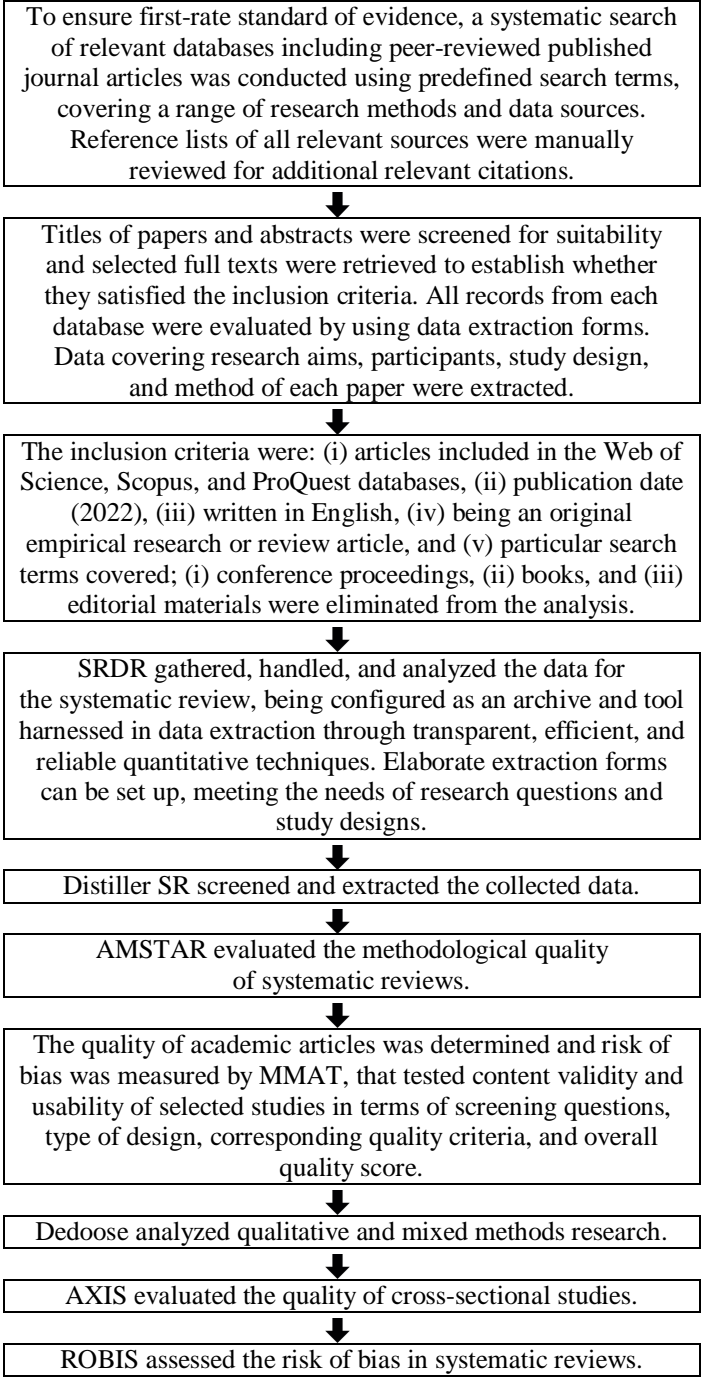 To ensure first-rate standard of evidence, a systematic search
of relevant databases including peer-reviewed published
journal articles was conducted using predefined search terms,
covering a range of research methods and data sources.
Reference lists of all relevant sources were manually
reviewed for additional relevant citations.
Titles of papers and abstracts were screened for suitability
and selected full texts were retrieved to establish whether
they satisfied the inclusion criteria. All records from each
database were evaluated by using data extraction forms.
Data covering research aims, participants, study design,
and method of each paper were extracted.
The inclusion criteria were: (i) articles included in the Web of
Science, Scopus, and ProQuest databases, (ii) publication date
(2022), (iii) written in English, (iv) being an original
empirical research or review article, and (v) particular search
terms covered; (i) conference proceedings, (ii) books, and (iii)
editorial materials were eliminated from the analysis.
SRDR gathered, handled, and analyzed the data for
the systematic review, being configured as an archive and tool
harnessed in data extraction through transparent, efficient, and
reliable quantitative techniques. Elaborate extraction forms
can be set up, meeting the needs of research questions and
study designs.
Distiller SR screened and extracted the collected data.
AMSTAR evaluated the methodological quality
of systematic reviews.
The quality of academic articles was determined and risk of
bias was measured by MMAT, that tested content validity and
usability of selected studies in terms of screening questions,
type of design, corresponding quality criteria, and overall
quality score.
Dedoose analyzed qualitative and mixed methods research.
AXIS evaluated the quality of cross-sectional studies.
ROBIS assessed the risk of bias in systematic reviews.